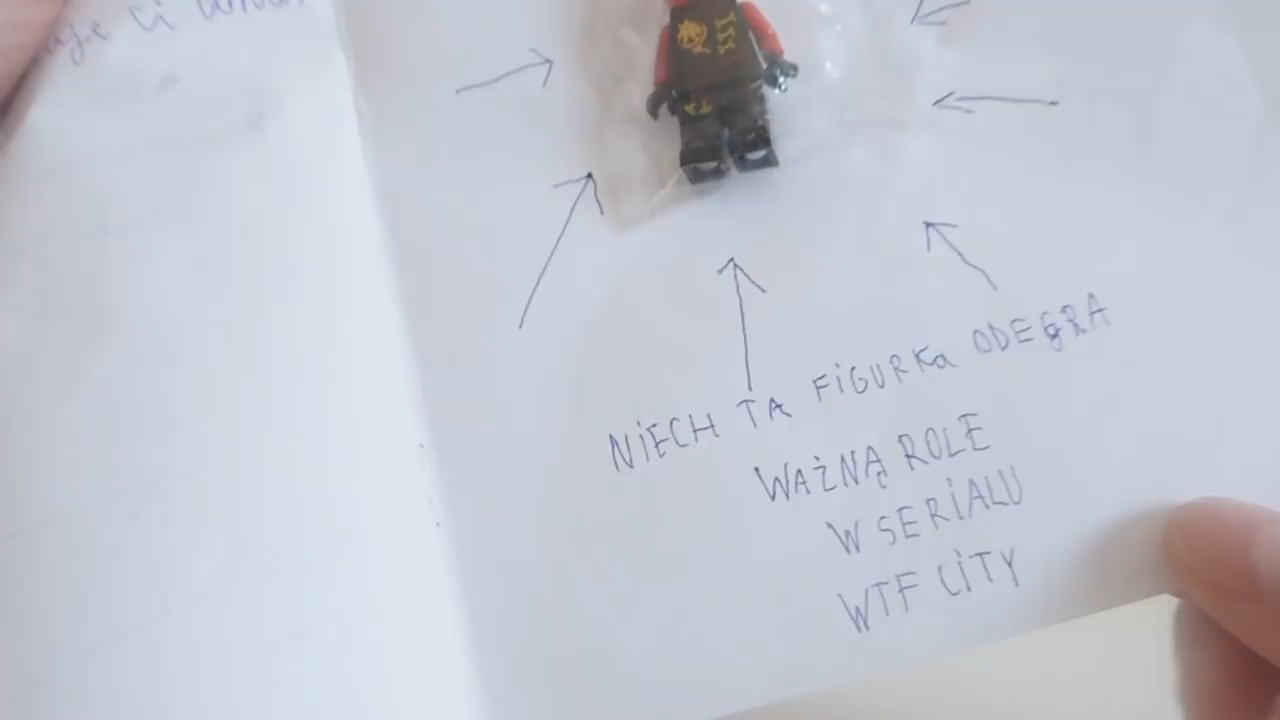 NIECH TA FIGURKa ODEGRA
WAŻNĄ ROLE
W SERIALU
WTF CITY